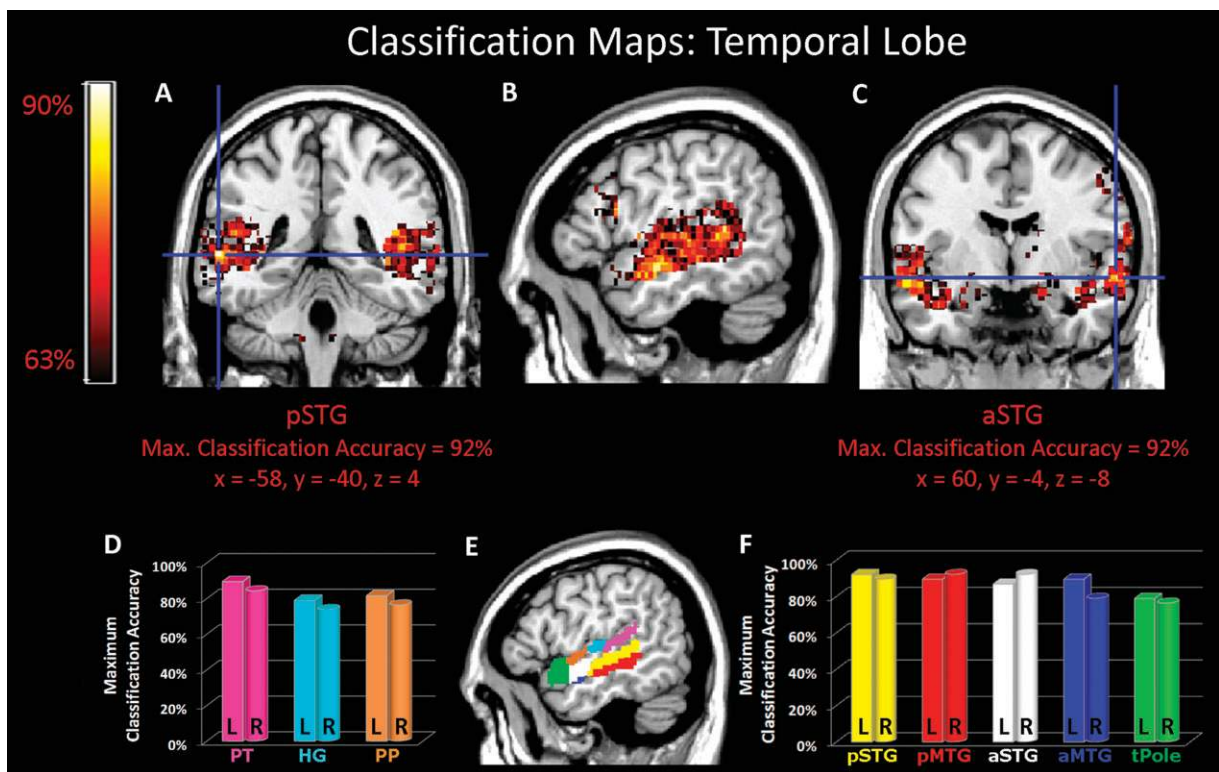 Classification Maps: Temporal Lobe
90%
63%
A
B
C
pSTG
Max. Classification Accuracy = 92%
x = -58, y = -40, z = 4
aSTG
Max. Classification Accuracy = 92%
x = 60, y = -4, z = -8
D
Maximum
Classification Accuracy
100%
80%
60%
40%
20%
0%
L R L R L R
PT HG PP
E
F
Maximum
Classification Accuracy
100%
80%
60%
40%
20%
0%
L R L R L R L R L R
pSTG pMTG aSTG aMTG tPole